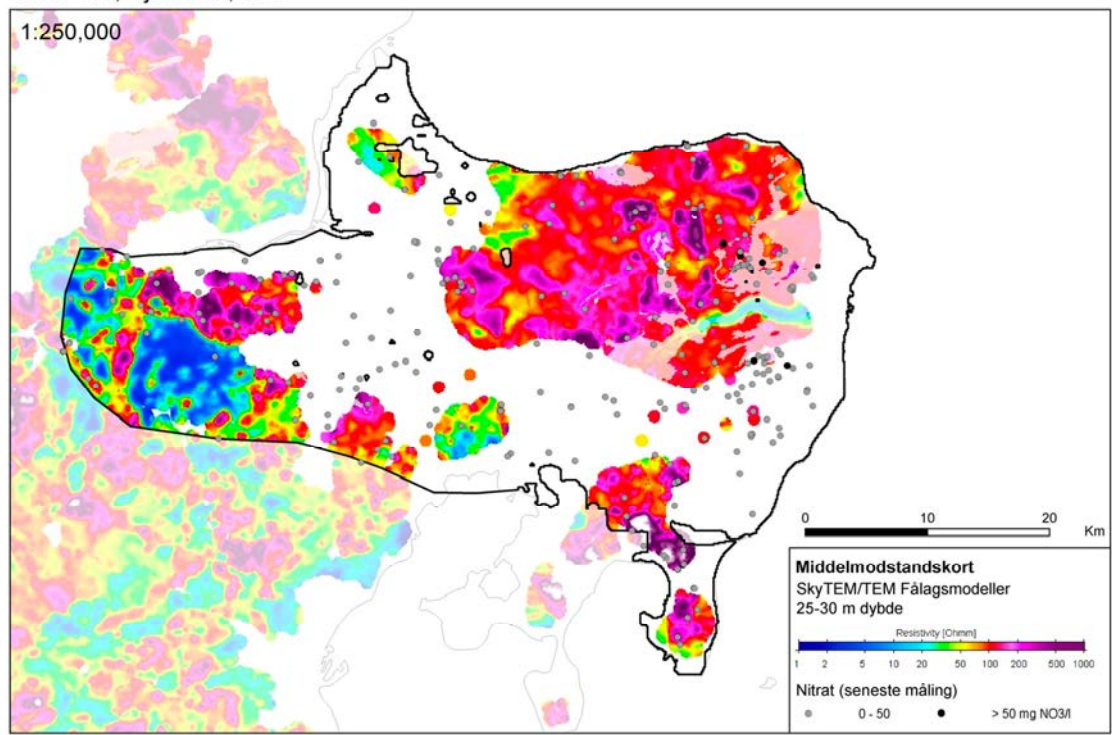 1:250,000
0 10 20
Km
Middelmodstandskort
SkyTEM/TEM Fålagsmodeller
25-30 m dybde
Resistivity [Ohmm]
1 2 5 10 20 50 100 200 500 1000
Nitrat (seneste måling)
0 - 50 > 50 mg NO3/l